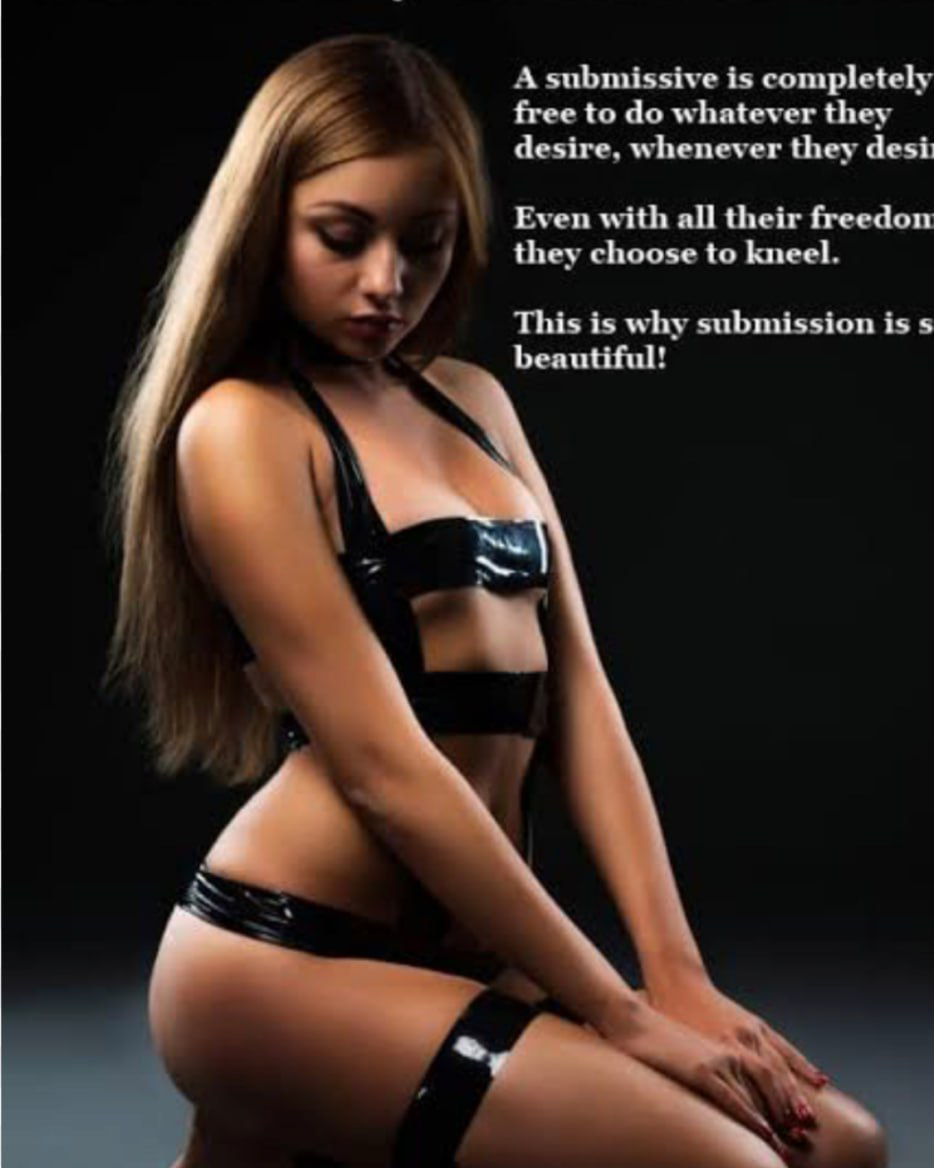 A submissive is completely
free to do whatever they
desire, whenever they
Even with all their
they choose to kneel.
This is why submission is
beautiful!